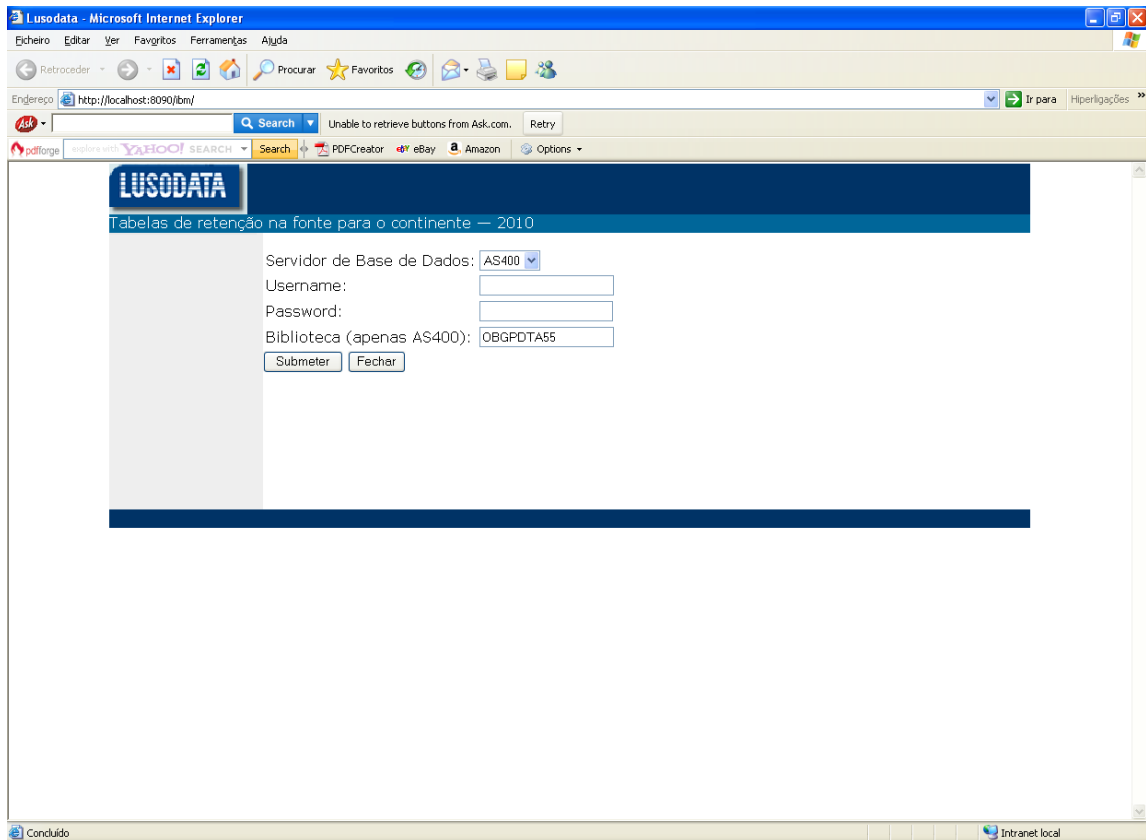 Lusodata - Microsoft Internet Explorer
Ficheiro Editar Ver Favoritos Ferramentas Ajuda
Retroceder Procurar Favoritos
Endereço http://localhost:8090/ibm/ Ir para Hiperligações »
Ask Search Unable to retrieve buttons from Ask.com. Retry
pdfforge explore with YAHOO! SEARCH Search PDFCreator eBay a Amazon Options
LUSODATA
Tabelas de retenção na fonte para o continente — 2010
Servidor de Base de Dados: AS400
Username:
Password:
Biblioteca (apenas AS400): OBGPDTA55
Submeter Fechar
Concluído Intranet local